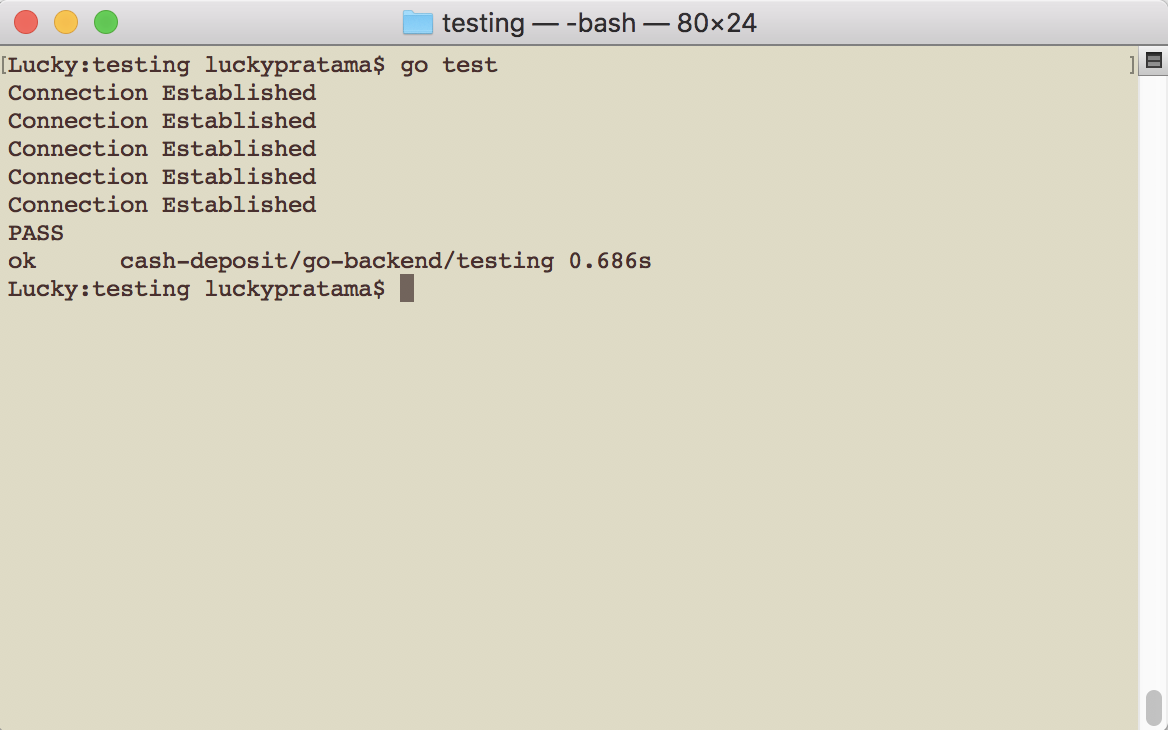 testing — -bash — 80×24
[Lucky:testing luckypratama$ go test ]
Connection Established
Connection Established
Connection Established
Connection Established
Connection Established
PASS
ok      cash-deposit/go-backend/testing 0.686s
Lucky:testing luckypratama$